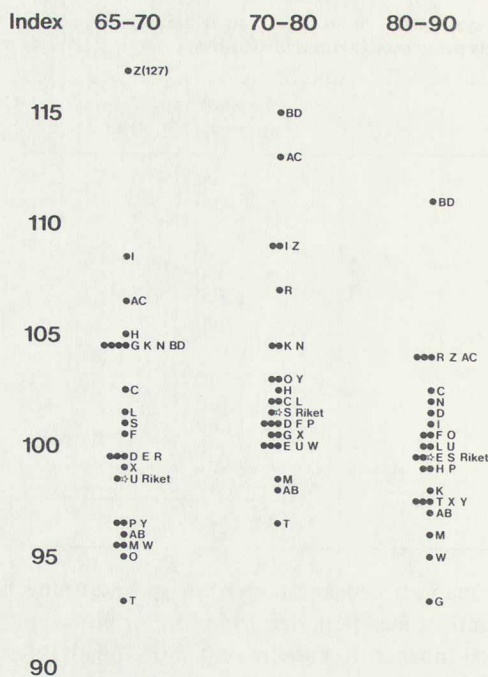 Index 65–70 70–80 80–90
Z(127)
115 BD
AC
110 BD
I Z
I
R
AC
105 H
G K N BD K N
R Z AC
O Y
C H C
C L N
L S Riket D
S D F P I
F G X F O
100 E U W L U
D E R E S Riket
X H P
U Riket M
AB K
T X Y
AB
P Y T
AB M
M W
95 O W
T G
90